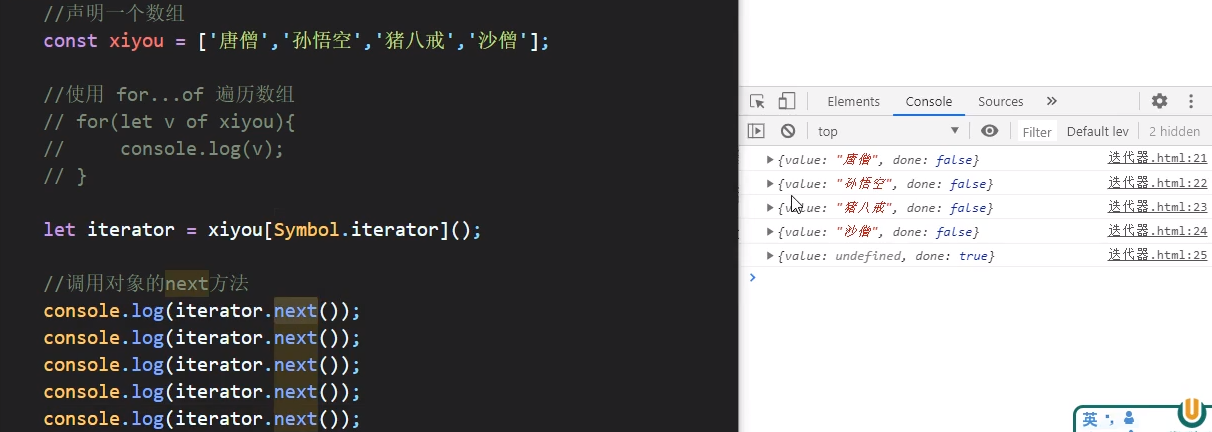 //声明一个数组
const xiyou = ['唐僧','孙悟空','猪八戒','沙僧'];
//使用 for...of 遍历数组
// for(let v of xiyou){
//     console.log(v);
// }
let iterator = xiyou[Symbol.iterator]();
//调用对象的next方法
console.log(iterator.next());
console.log(iterator.next());
console.log(iterator.next());
console.log(iterator.next());
console.log(iterator.next());
Elements Console Sources »
top Filter Default lev 2 hidden
{value: "唐僧", done: false} 迭代器.html:21
{value: "孙悟空", done: false} 迭代器.html:22
{value: "猪八戒", done: false} 迭代器.html:23
{value: "沙僧", done: false} 迭代器.html:24
{value: undefined, done: true} 迭代器.html:25
英